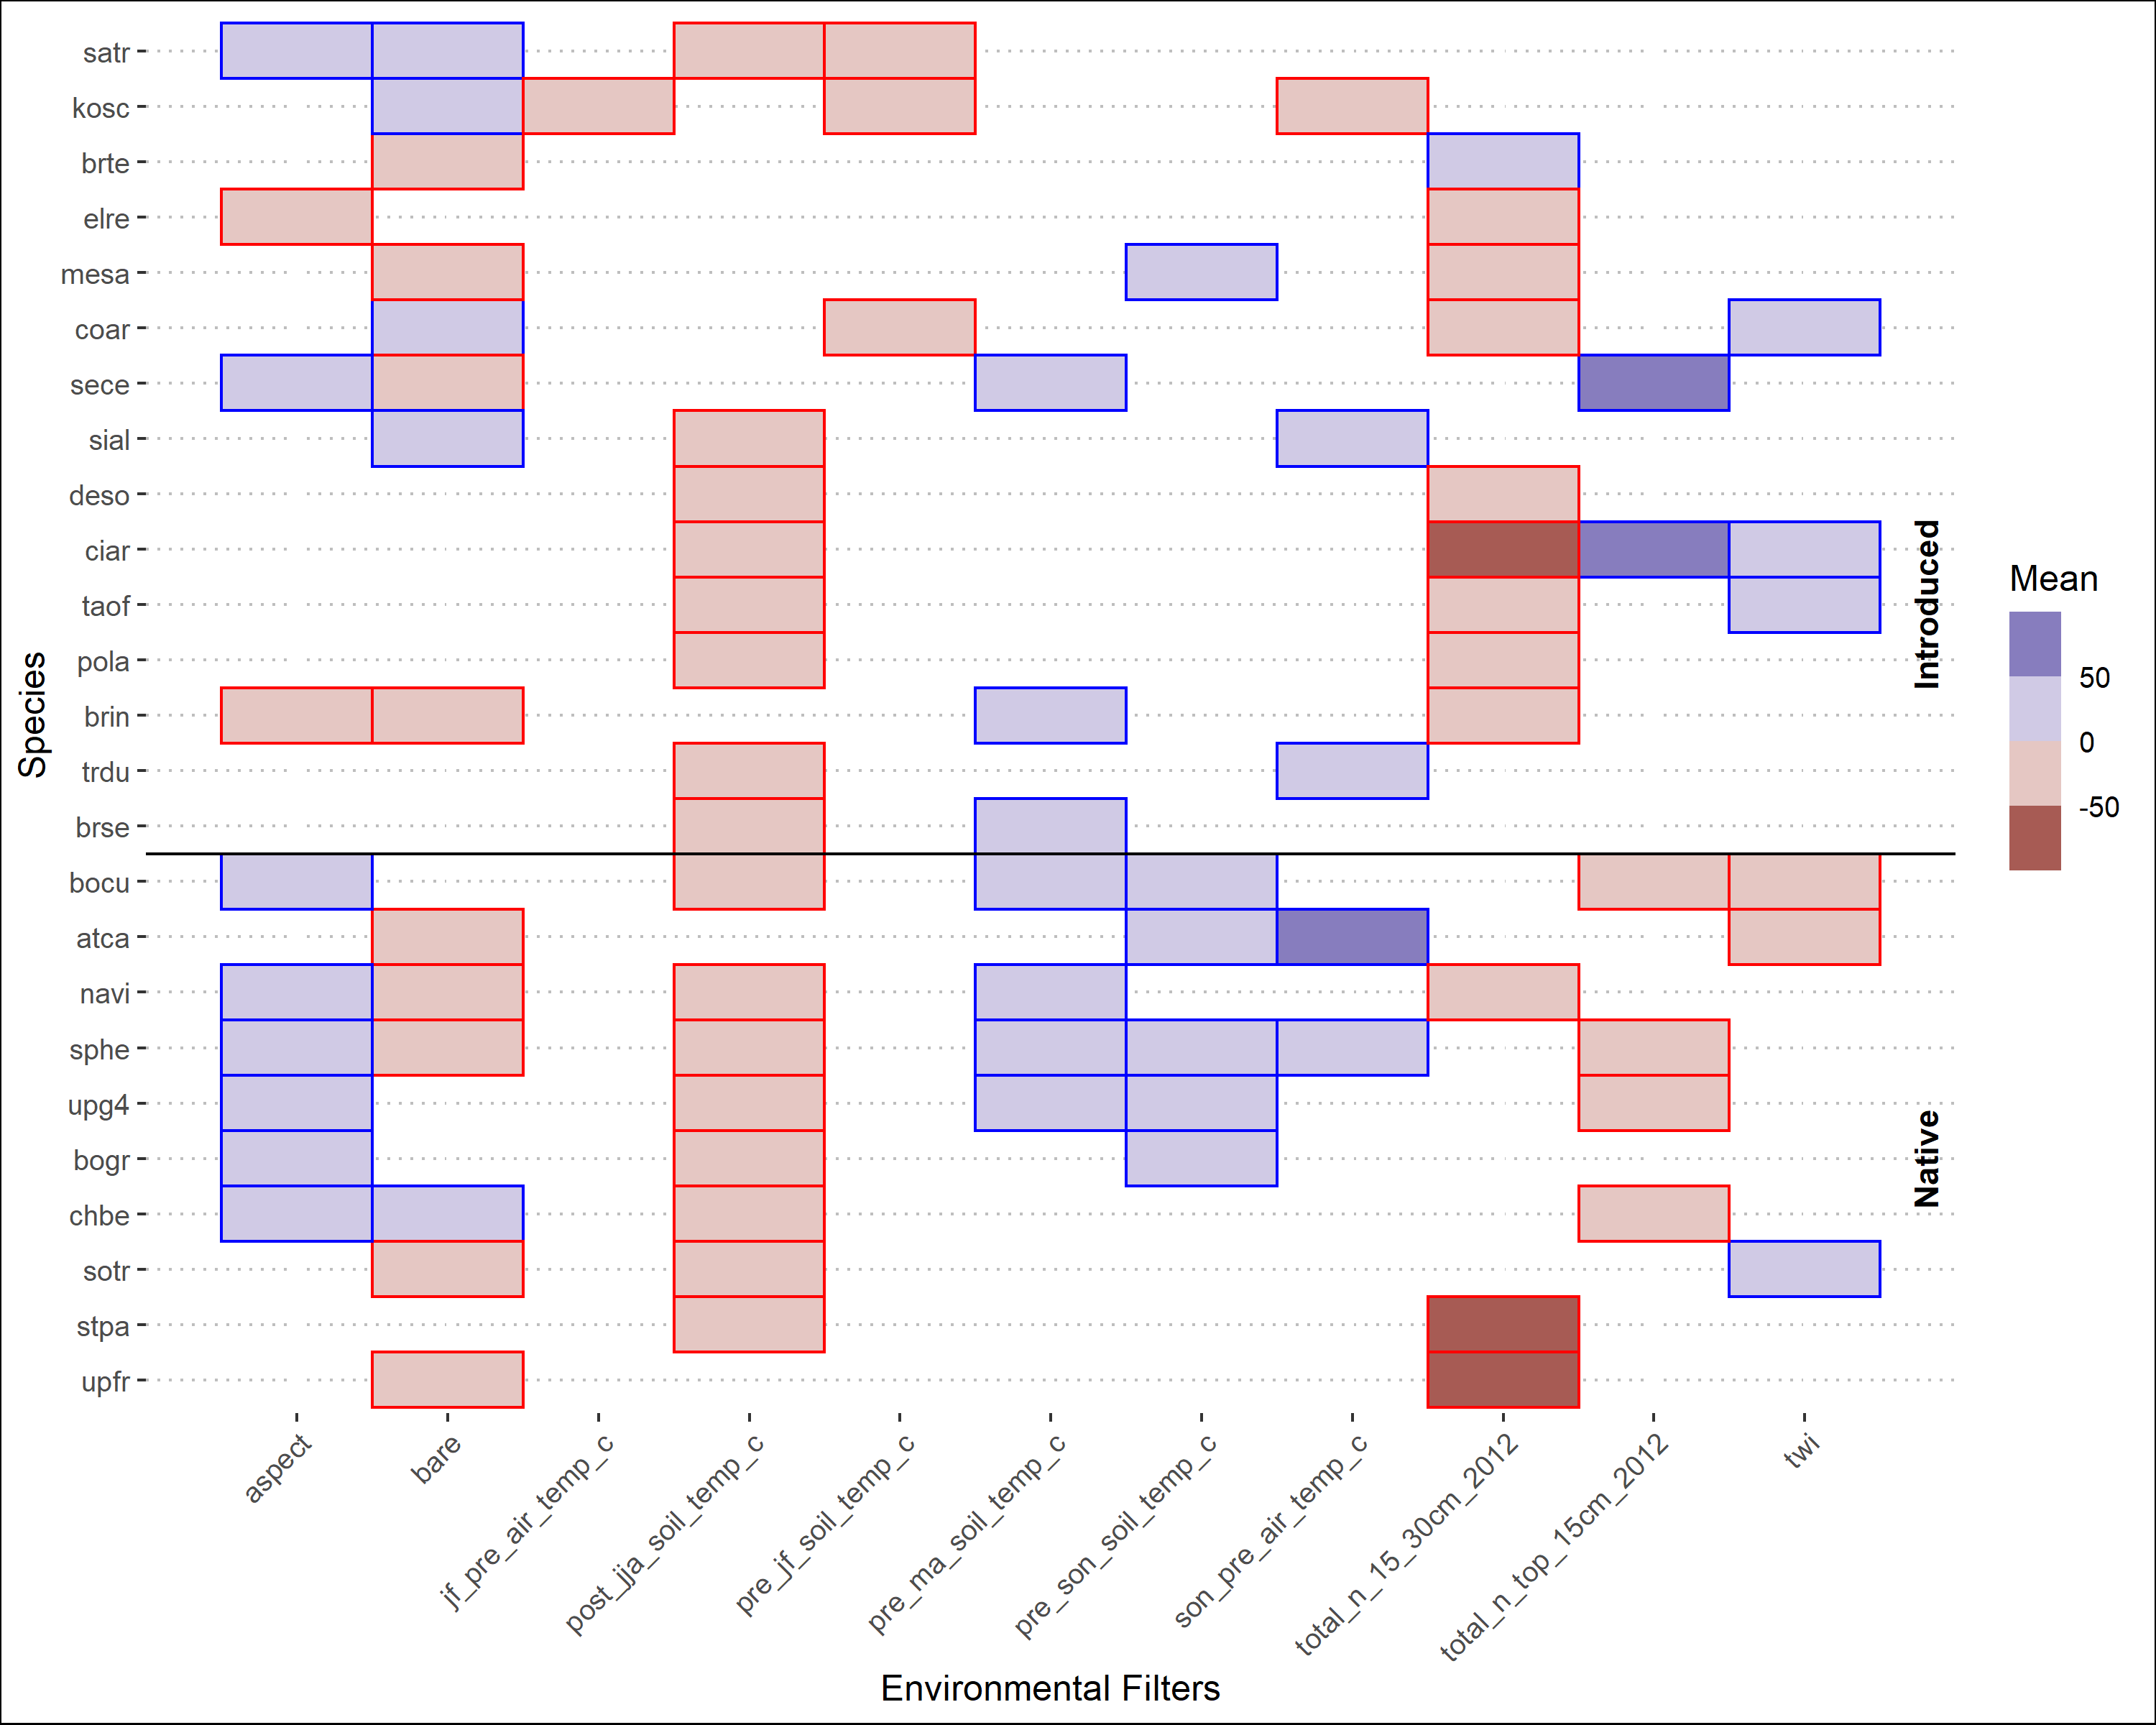 satr
kosc
brte
elre
mesa
coar
sece
sial
deso
ciar
taof
pola
brin
trdu
brse
bocu
atca
navi
sphe
upg4
bogr
chbe
sotr
stpa
upfr
Species
Introduced
Native
aspect
bare
jf_pre_air_temp_c
post_jja_soil_temp_c
pre_jf_soil_temp_c
pre_ma_soil_temp_c
pre_son_soil_temp_c
son_pre_air_temp_c
total_n_15_30cm_2012
total_n_top_15cm_2012
twi
Environmental Filters
Mean
50
0
-50